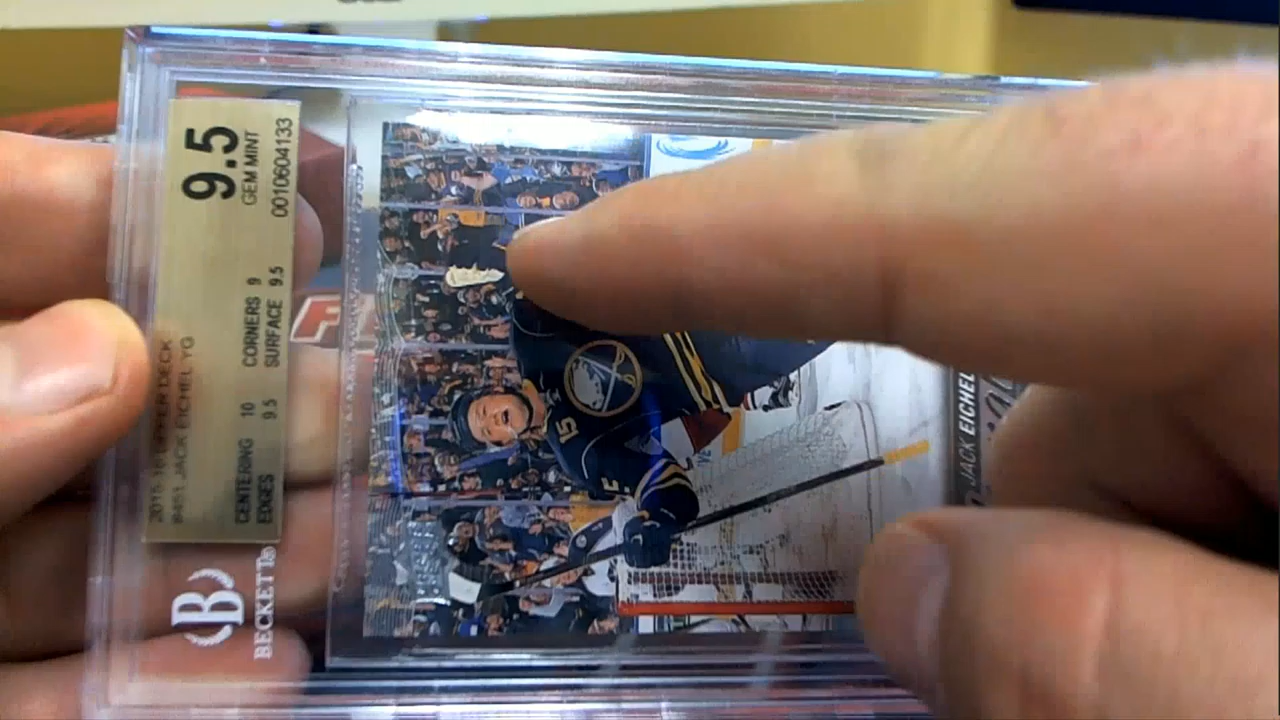 2015-16 UPPER DECK
#451 JACK EICHEL YG
CENTERING 10 CORNERS 9
EDGES 9.5 SURFACE 9.5
9.5
GEM MINT
0010604133
BECKETT
B
15
JACK EICHEL